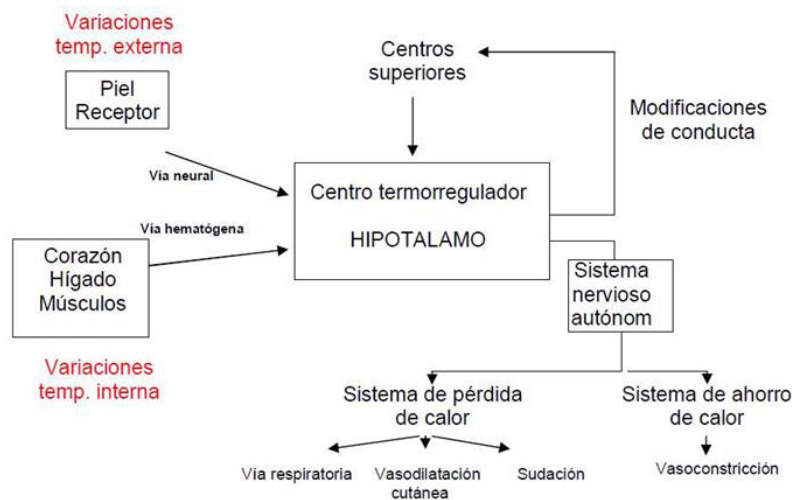 Variaciones
temp. externa
Piel
Receptor
Vía neural
Vía hematógena
Corazón
Hígado
Músculos
Variaciones
temp. interna
Centros
superiores
Modificaciones
de conducta
Centro termorregulador
HIPOTALAMO
Sistema
nervioso
autónom
Sistema de pérdida
de calor
Sistema de ahorro
de calor
Vía respiratoria
Vasodilatación
cutánea
Sudación
Vasoconstricción